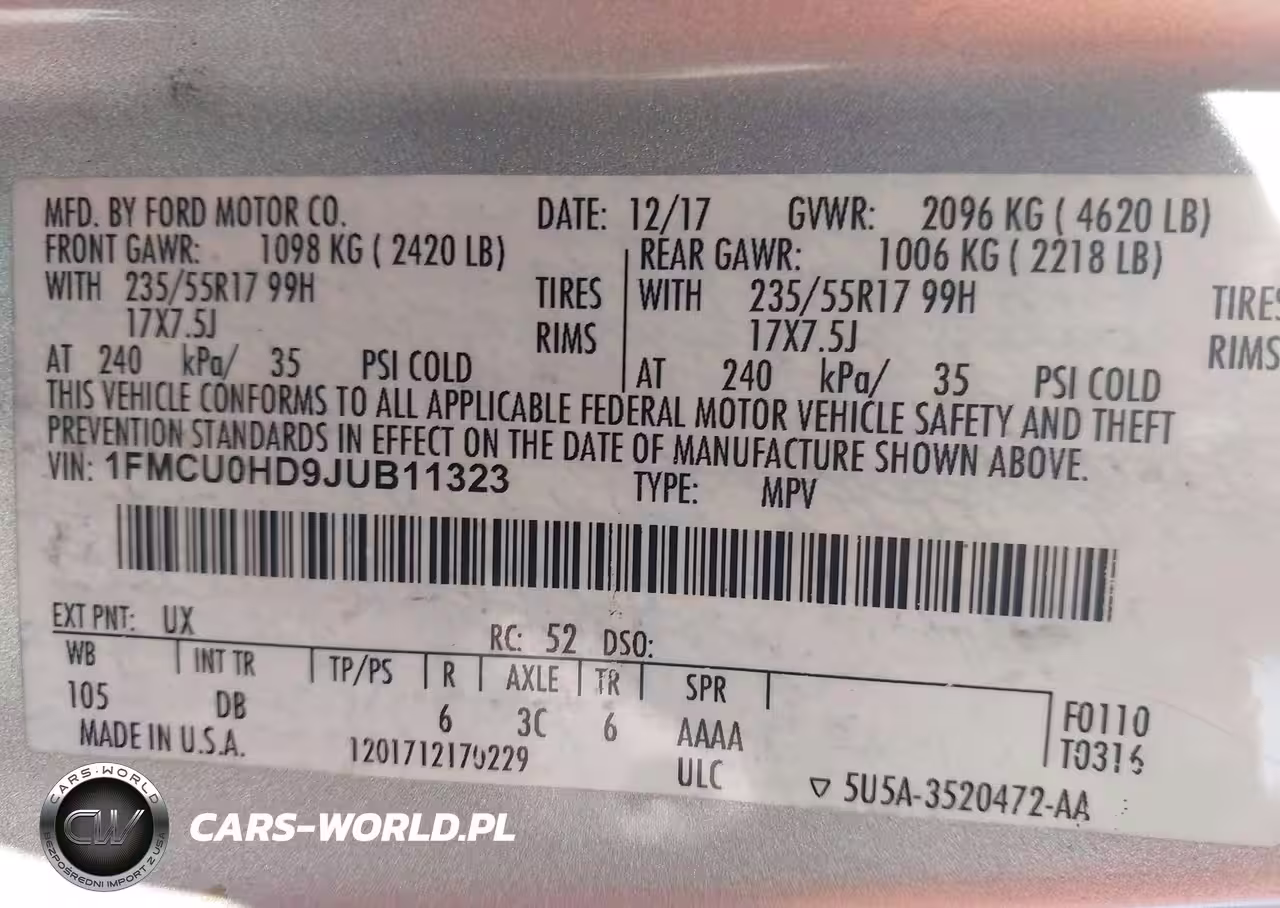 MFD. BY FORD MOTOR CO. DATE: 12/17 GVWR: 2096 KG ( 4620 LB)
FRONT GAWR: 1098 KG ( 2420 LB) REAR GAWR: 1006 KG ( 2218 LB)
WITH 235/55R17 99H TIRES WITH 235/55R17 99H TIRES
17X7.5J RIMS 17X7.5J RIMS
AT 240 kPa/ 35 PSI COLD AT 240 kPa/ 35 PSI COLD
THIS VEHICLE CONFORMS TO ALL APPLICABLE FEDERAL MOTOR VEHICLE SAFETY AND THEFT
PREVENTION STANDARDS IN EFFECT ON THE DATE OF MANUFACTURE SHOWN ABOVE.
VIN: 1FMCU0HD9JUB11323 TYPE: MPV
EXT PNT: UX RC: 52 DSO:
WB INT TR TP/PS R AXLE TR SPR
105 DB 6 3C 6 AAAA F0110
MADE IN U.S.A. 1201712170229 ULC T0316
▽ 5U5A-3520472-AA
CARS-WORLD
CW
BEZPOŚREDNI IMPORT Z USA
CARS-WORLD.PL